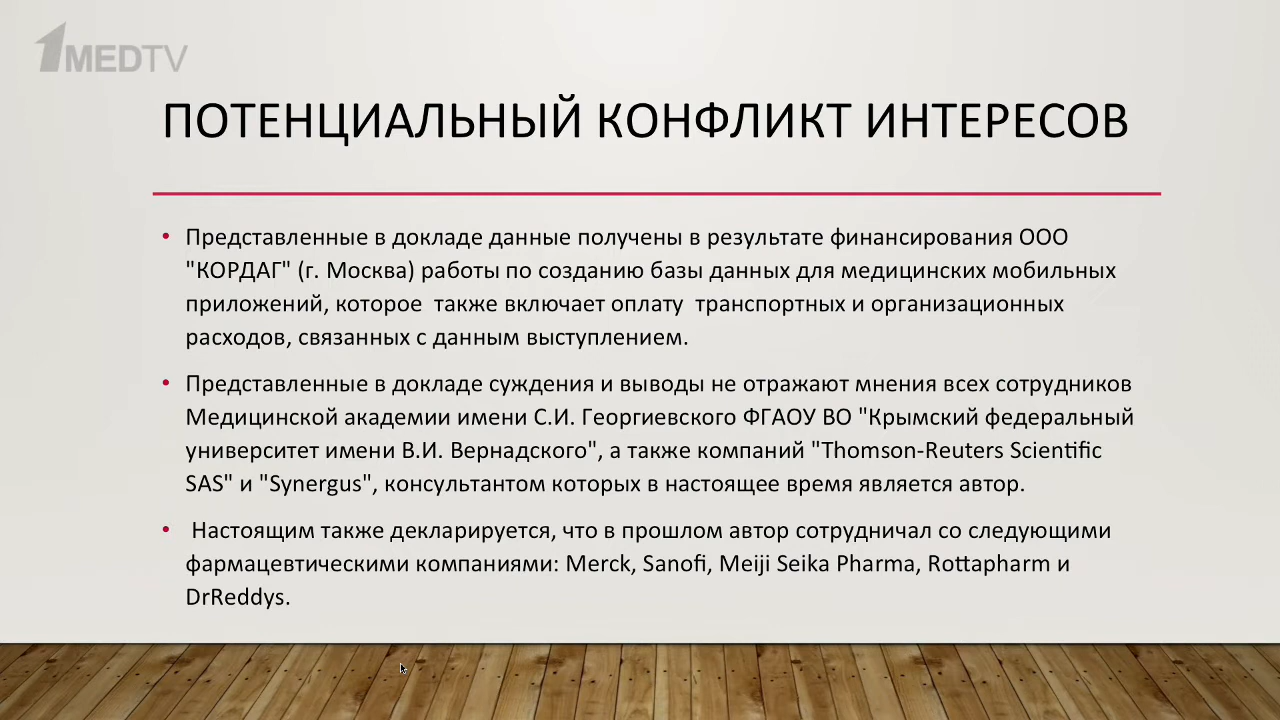 1MEDTV
ПОТЕНЦИАЛЬНЫЙ КОНФЛИКТ ИНТЕРЕСОВ
• Представленные в докладе данные получены в результате финансирования ООО
"КОРДАГ" (г. Москва) работы по созданию базы данных для медицинских мобильных
приложений, которое также включает оплату транспортных и организационных
расходов, связанных с данным выступлением.
• Представленные в докладе суждения и выводы не отражают мнения всех сотрудников
Медицинской академии имени С.И. Георгиевского ФГАОУ ВО "Крымский федеральный
университет имени В.И. Вернадского", а также компаний "Thomson-Reuters Scientific
SAS" и "Synergus", консультантом которых в настоящее время является автор.
• Настоящим также декларируется, что в прошлом автор сотрудничал со следующими
фармацевтическими компаниями: Merck, Sanofi, Meiji Seika Pharma, Rottapharm и
DrReddys.